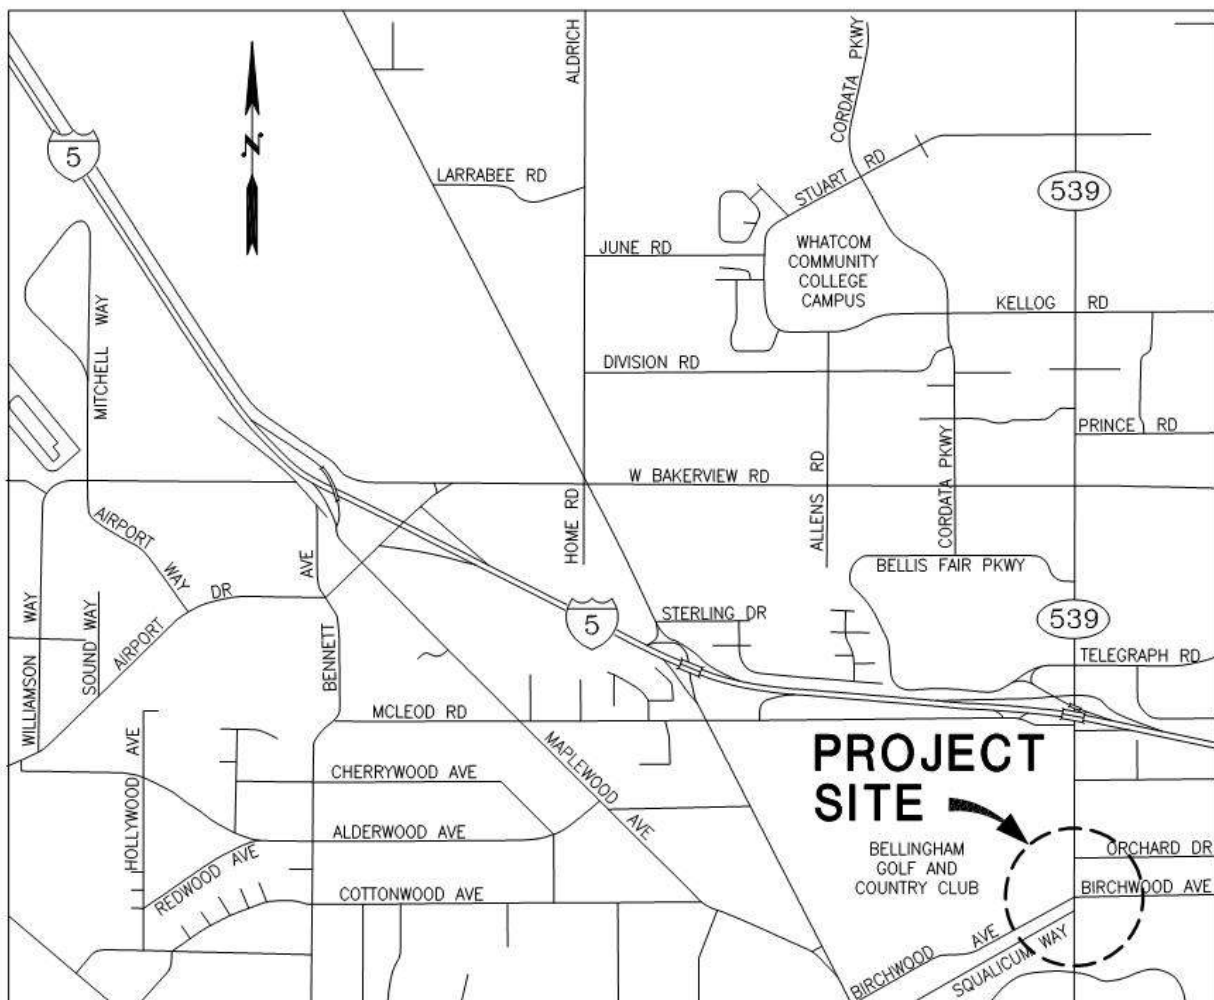 ALDRICH
CORDATA PKWY
5
N
LARRABEE RD
STUART RD
539
JUNE RD
WHATCOM
COMMUNITY
COLLEGE
CAMPUS
MITCHELL WAY
KELLOG RD
DIVISION RD
PRINCE RD
W BAKERVIEW RD
ALLENS RD
CORDATA PKWY
HOME RD
AIRPORT WAY
BELLIS FAIR PKWY
AIRPORT DR
BENNETT AVE
WILLIAMSON WAY
SOUND WAY
5
STERLING DR
539
TELEGRAPH RD
MCLEOD RD
MAPLEWOOD AVE
HOLLYWOOD AVE
CHERRYWOOD AVE
PROJECT
SITE
ALDERWOOD AVE
REDWOOD AVE
BELLINGHAM
GOLF AND
COUNTRY CLUB
ORCHARD DR
COTTONWOOD AVE
BIRCHWOOD AVE
BIRCHWOOD AVE
SQUALICUM WAY